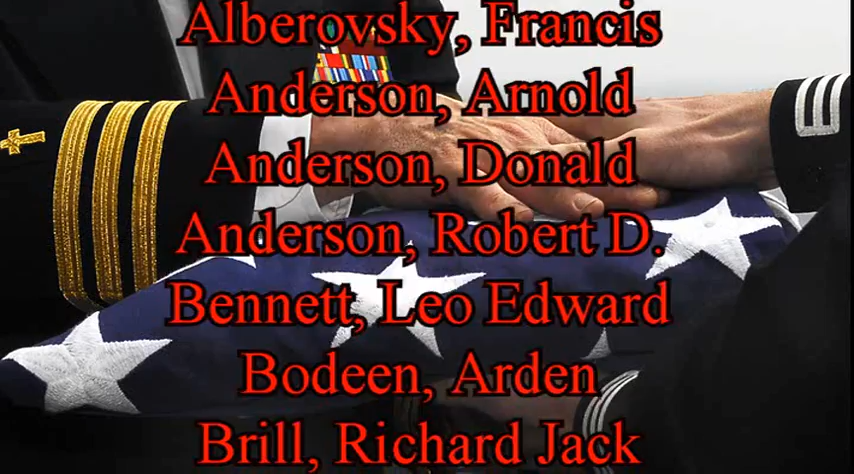 Alberovsky, Francis
Anderson, Arnold
Anderson, Donald
Anderson, Robert D.
Bennett, Leo Edward
Bodeen, Arden
Brill, Richard Jack